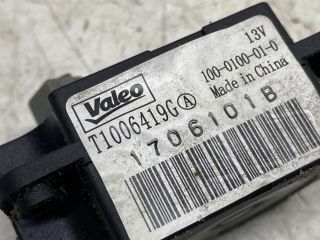 Valeo
13V
100-0100-01-0
Made in China
T1006419G Ⓐ
1706101B